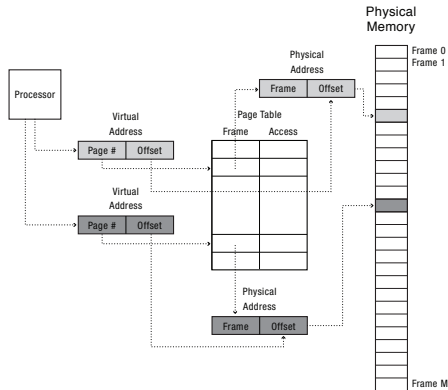 Physical
Memory
Frame 0
Frame 1
Physical
Address
Processor
Frame Offset
Virtual
Address
Page Table
Frame Access
Page # Offset
Virtual
Address
Page # Offset
Physical
Address
Frame Offset
Frame M